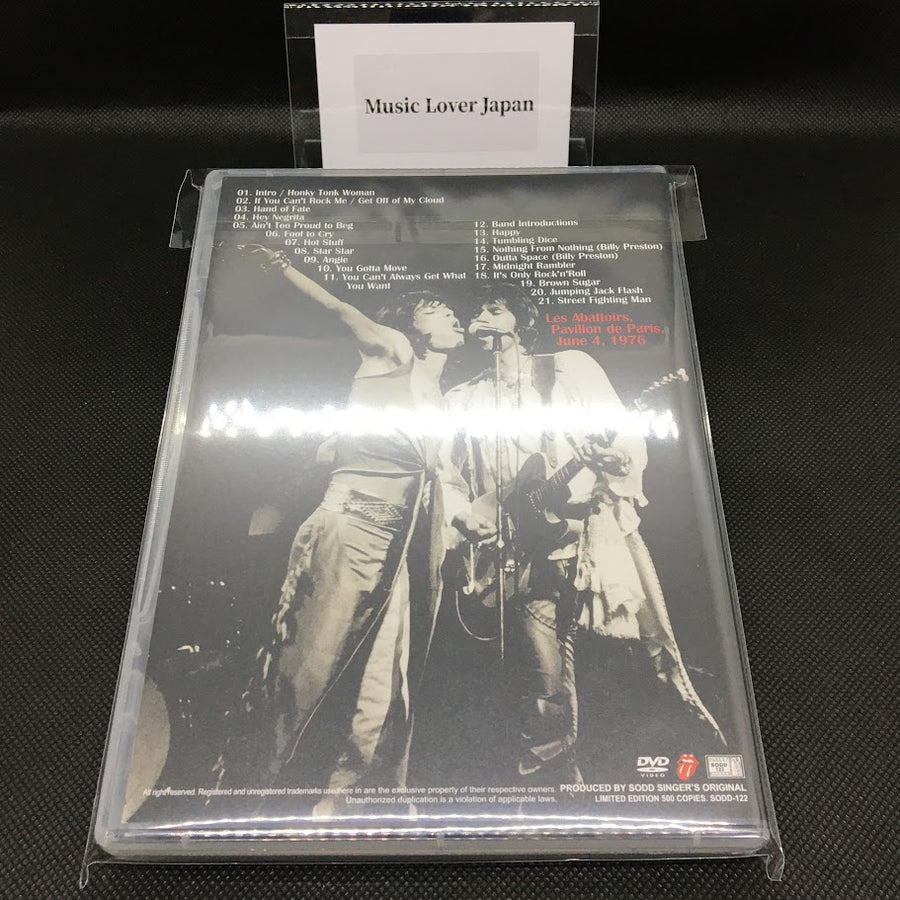 Music Lover Japan
01. Intro / Honky Tonk Woman
02. If You Can't Rock Me / Get Off of My Cloud
03. Hand of Fate
04. Hey Negrita
05. Ain't Too Proud to Beg
06. Fool to Cry
07. Hot Stuff
08. Star Star
09. Angie
10. You Gotta Move
11. You Can't Always Get What
You Want
12. Band Introductions
13. Happy
14. Tumbling Dice
15. Nothing From Nothing (Billy Preston)
16. Outta Space (Billy Preston)
17. Midnight Rambler
18. It's Only Rock'n'Roll
19. Brown Sugar
20. Jumping Jack Flash
21. Street Fighting Man
Les Abattoirs,
Pavilion de Paris,
June 4, 1976
DVD
VIDEO
SODD
122
All right reserved. Registered and unregistered trademarks used here in are the exclusive property of their respective owners.
Unauthorized duplication is a violation of applicable laws.
PRODUCED BY SODD SINGER'S ORIGINAL
LIMITED EDITION 500 COPIES. SODD-122